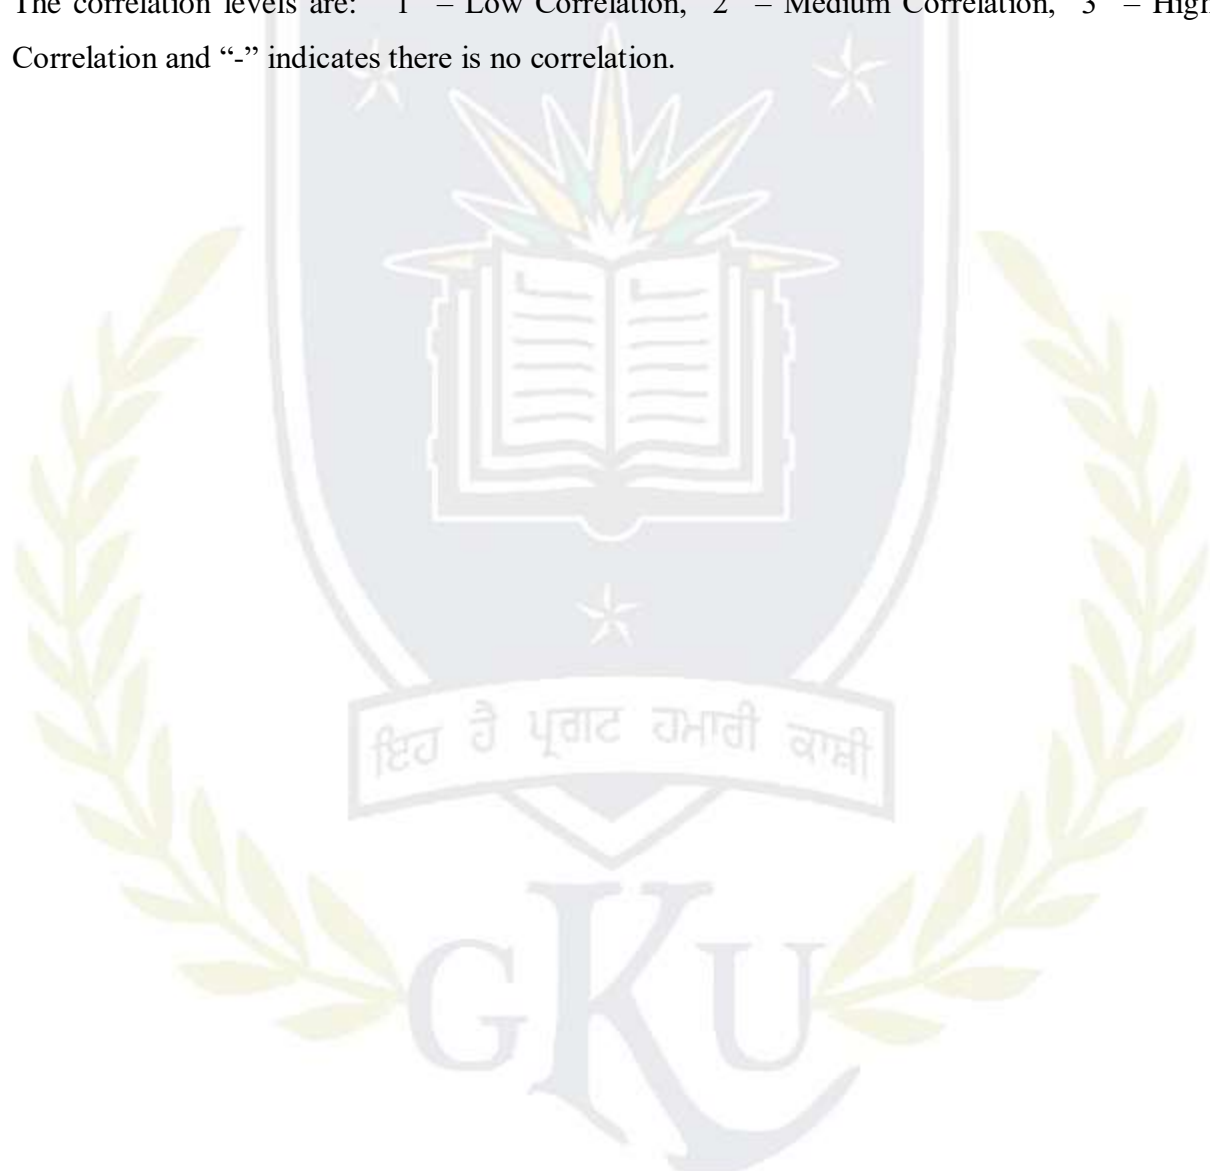 The correlation levels are: "1" – Low Correlation, "2" – Medium Correlation, "3" – High
Correlation and “-” indicates there is no correlation.
ਇਹ ਹੈ ਪ੍ਰਗਟ ਹਮਾਰੀ ਕਾਸ਼ੀ
GKU